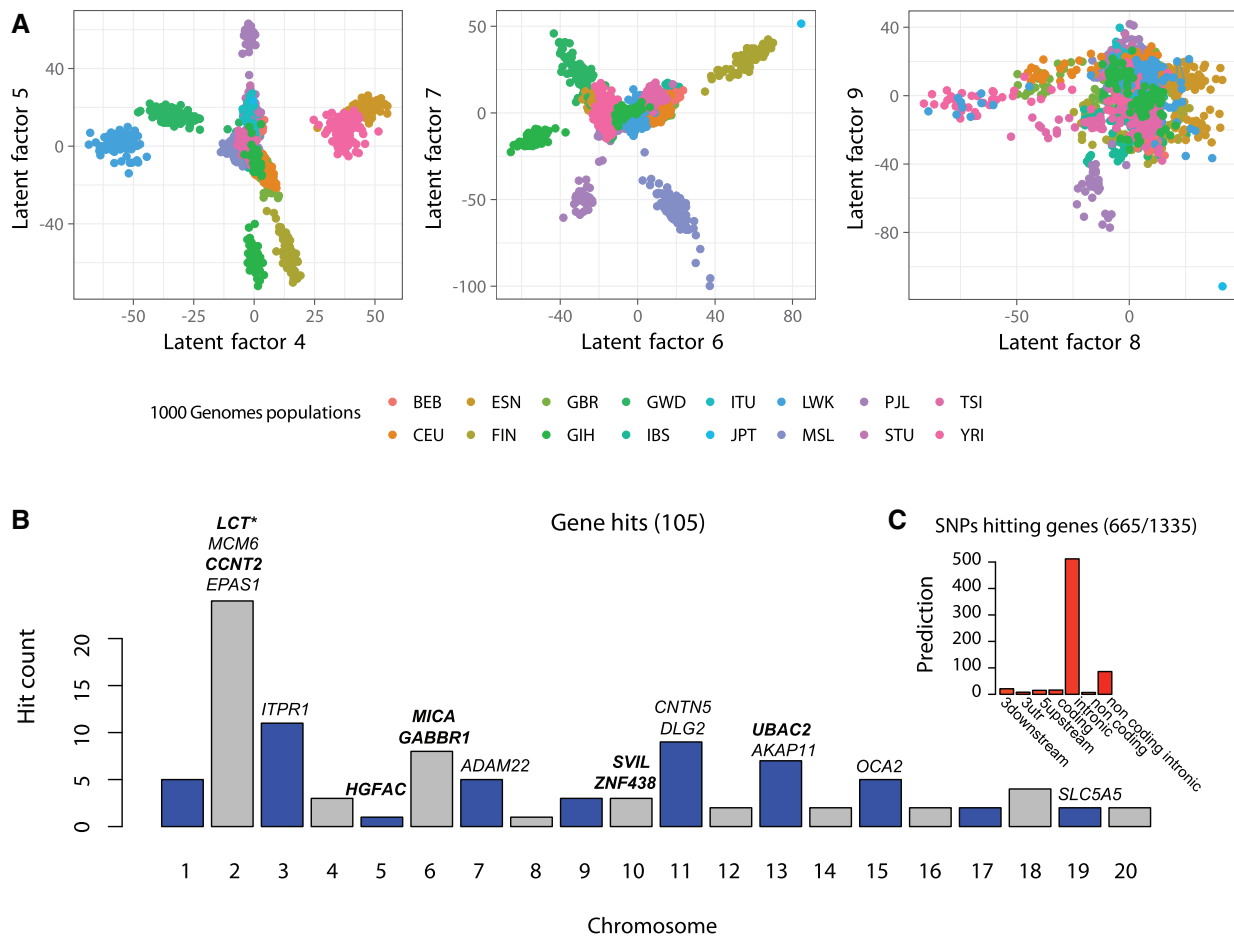 A
40
0
-40
Latent factor 5
-50
-25
0
25
50
Latent factor 4
50
0
-50
-100
Latent factor 7
-40
0
40
80
Latent factor 6
40
0
-40
-80
Latent factor 9
-50
0
Latent factor 8
1000 Genomes populations
BEB ESN GBR GWD ITU LWK PJL TSI
CEU FIN GIH IBS JPT MSL STU YRI
B
Gene hits (105)
LCT*
MCM6
CCNT2
EPAS1
ITPR1
HGFAC
MICA
GABBR1
ADAM22
SVIL
ZNF438
CNTN5
DLG2
UBAC2
AKAP11
OCA2
SLC5A5
Hit count
20
15
10
5
0
1 2 3 4 5 6 7 8 9 10 11 12 13 14 15 16 17 18 19 20
Chromosome
C
SNPs hitting genes (665/1335)
Prediction
500
400
300
200
100
0
3downstream
3utr
5upstream
coding
intronic
non coding
non coding intronic